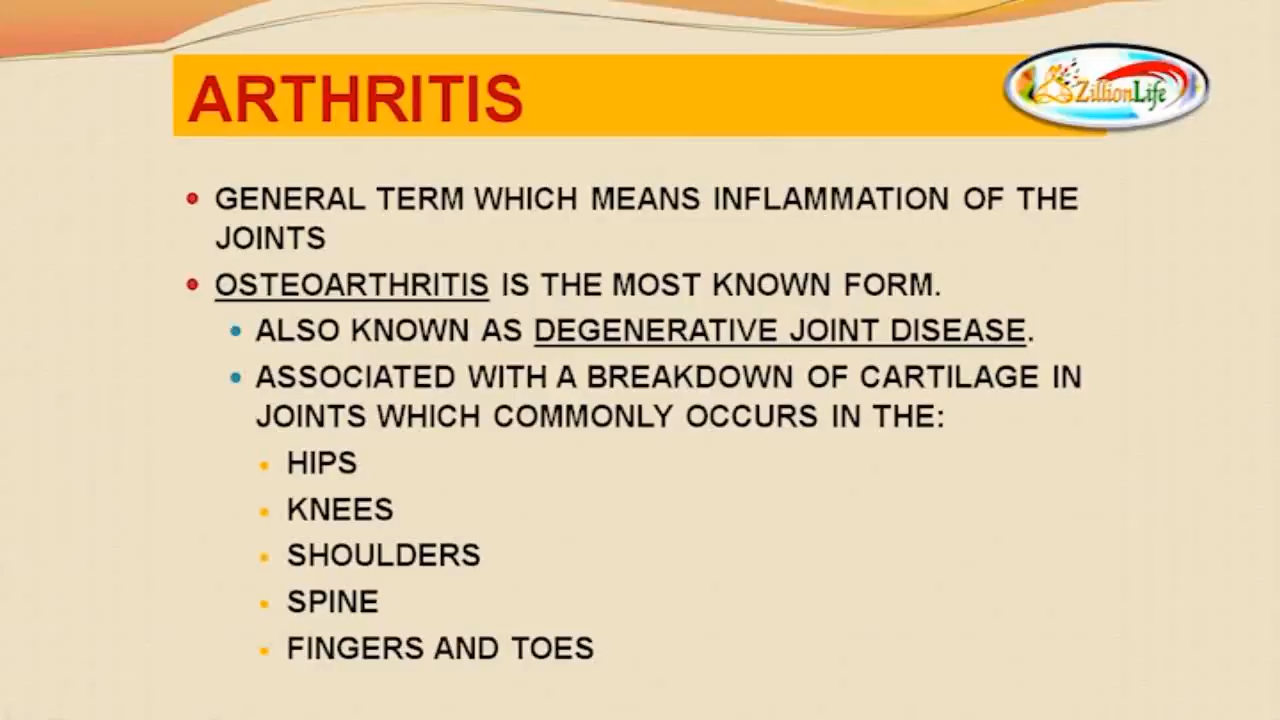 ARTHRITIS
ZillionLife
• GENERAL TERM WHICH MEANS INFLAMMATION OF THE
JOINTS
• OSTEOARTHRITIS IS THE MOST KNOWN FORM.
• ALSO KNOWN AS DEGENERATIVE JOINT DISEASE.
• ASSOCIATED WITH A BREAKDOWN OF CARTILAGE IN
JOINTS WHICH COMMONLY OCCURS IN THE:
• HIPS
• KNEES
• SHOULDERS
• SPINE
• FINGERS AND TOES